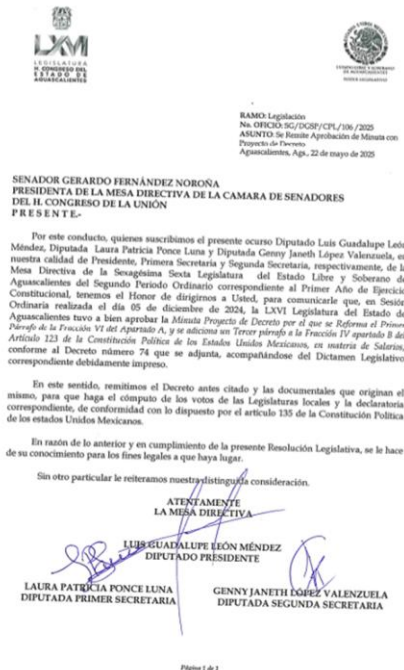 LXVI
LEGISLATURA
H. CONGRESO DEL
ESTADO DE
AGUASCALIENTES
RAMO: Legislación
No. OFICIO: SG/DGSP/CPL/106/2025
ASUNTO: Se Remite Aprobación de Minuta con
Proyecto de Decreto
Aguascalientes, Ags., 22 de mayo de 2025
SENADOR GERARDO FERNÁNDEZ NOROÑA
PRESIDENTA DE LA MESA DIRECTIVA DE LA CAMARA DE SENADORES
DEL H. CONGRESO DE LA UNIÓN
P R E S E N T E.-
Por este conducto, quienes suscribimos el presente ocurso Diputado Luis Guadalupe León
Méndez, Diputada Laura Patricia Ponce Luna y Diputada Genny Janeth López Valenzuela, en
nuestra calidad de Presidente, Primera Secretaria y Segunda Secretaria, respectivamente, de la
Mesa Directiva de la Sexagésima Sexta Legislatura del Estado Libre y Soberano de
Aguascalientes del Segundo Periodo Ordinario correspondiente al Primer Año de Ejercicio
Constitucional, tenemos el Honor de dirigirnos a Usted, para comunicarle que, en Sesión
Ordinaria realizada el día 05 de diciembre de 2024, la LXVI Legislatura del Estado de
Aguascalientes tuvo a bien aprobar la Minuta Proyecto de Decreto por el que se Reforma el Primer
Párrafo de la Fracción VI del Apartado A, y se adiciona un Tercer párrafo a la Fracción IV apartado B del
Artículo 123 de la Constitución Política de los Estados Unidos Mexicanos, en materia de Salarios,
conforme al Decreto número 74 que se adjunta, acompañándose del Dictamen Legislativo
correspondiente debidamente impreso.
En este sentido, remitimos el Decreto antes citado y las documentales que originan el
mismo, para que haga el cómputo de los votos de las Legislaturas locales y la declaratoria
correspondiente, de conformidad con lo dispuesto por el artículo 135 de la Constitución Política
de los estados Unidos Mexicanos.
En razón de lo anterior y en cumplimiento de la presente Resolución Legislativa, se le hace
de su conocimiento para los fines legales a que haya lugar.
Sin otro particular le reiteramos nuestra distinguida consideración.
ATENTAMENTE
LA MESA DIRECTIVA
LUIS GUADALUPE LEÓN MÉNDEZ
DIPUTADO PRESIDENTE
LAURA PATRICIA PONCE LUNA
DIPUTADA PRIMER SECRETARIA
GENNY JANETH LÓPEZ VALENZUELA
DIPUTADA SEGUNDA SECRETARIA
Página 1 de 1